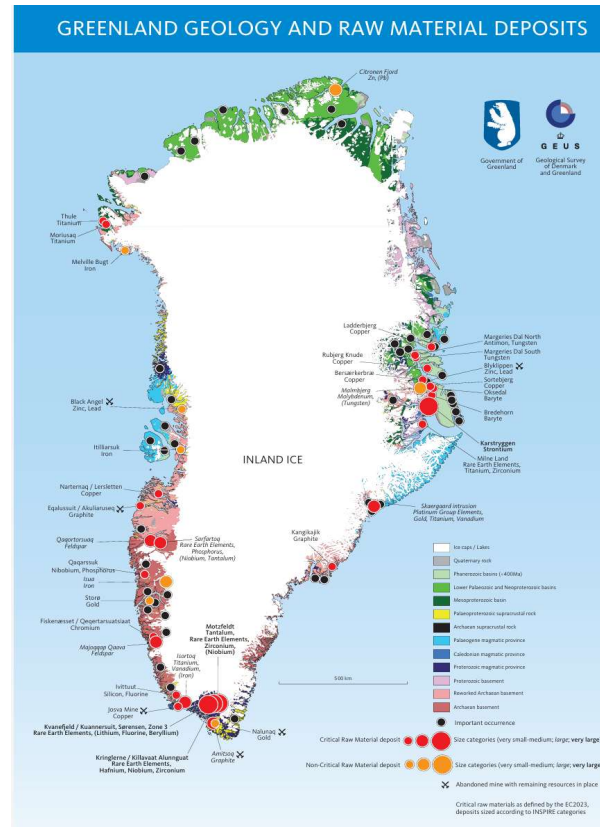 GREENLAND GEOLOGY AND RAW MATERIAL DEPOSITS
Citronen Fjord
Zn, (Pb)
Government of
Greenland
G E U S
Geological Survey
of Denmark
and Greenland
Thule
Titanium
Moriusaq
Titanium
Melville Bugt
Iron
Black Angel
Zinc, Lead
Itilliarsuk
Iron
INLAND ICE
Ladderbjerg
Copper
Rubjerg Knude
Copper
Bersærkerbræ
Copper
Malmbjerg
Molybdenum,
(Tungsten)
Margeries Dal North
Antimon, Tungsten
Margeries Dal South
Tungsten
Blyklippen
Zinc, Lead
Sortebjerg
Copper
Oksedal
Baryte
Bredehorn
Baryte
Karstryggen
Strontium
Milne Land
Rare Earth Elements,
Titanium, Zirconium
Skaergaard intrusion
Platinum Group Elements,
Gold, Titanium, Vanadium
Kangikajik
Graphite
Nalunaq
Gold
Amitsoq
Graphite
Narternaq / Lersletten
Copper
Eqalussuit / Akuliaruseq
Graphite
Qaqortorsuaq
Feldspar
Sarfartoq
Rare Earth Elements,
Phosphorus,
(Niobium, Tantalum)
Qaqarssuk
Nibobium, Phosphorus
Isua
Iron
Storø
Gold
Fiskenæsset / Qeqertarsuatsiaat
Chromium
Majoqqap Qaava
Feldspar
Motzfeldt
Tantalum,
Rare Earth Elements,
Zirconium,
(Niobium)
Isortoq
Titanium,
Vanadium,
(Iron)
Ivittuut
Silicon, Fluorine
Josva Mine
Copper
Kvanefjeld / Kuannersuit, Sørensen, Zone 3
Rare Earth Elements, (Lithium, Fluorine, Beryllium)
Kringlerne / Killavaat Alannguat
Rare Earth Elements,
Hafnium, Niobium, Zirconium
500 km
Ice caps / Lakes
Quaternary rock
Phanerozoic basins (<400Ma)
Lower Palaeozoic and Neoproterozoic basins
Mesoproterozoic basin
Palaeoproterozoic supracrustal rock
Archaean supracrustal rock
Palaeogene magmatic province
Caledonian magmatic province
Proterozoic magmatic province
Proterozoic basement
Reworked Archaean basement
Archaean basement
Important occurrence
Critical Raw Material deposit
Size categories (very small-medium; large; very large
Non-Critical Raw Material deposit
Size categories (very small-medium; large; very large
Abandoned mine with remaining resources in place
Critical raw materials as defined by the EC2023,
deposits sized according to INSPIRE categories